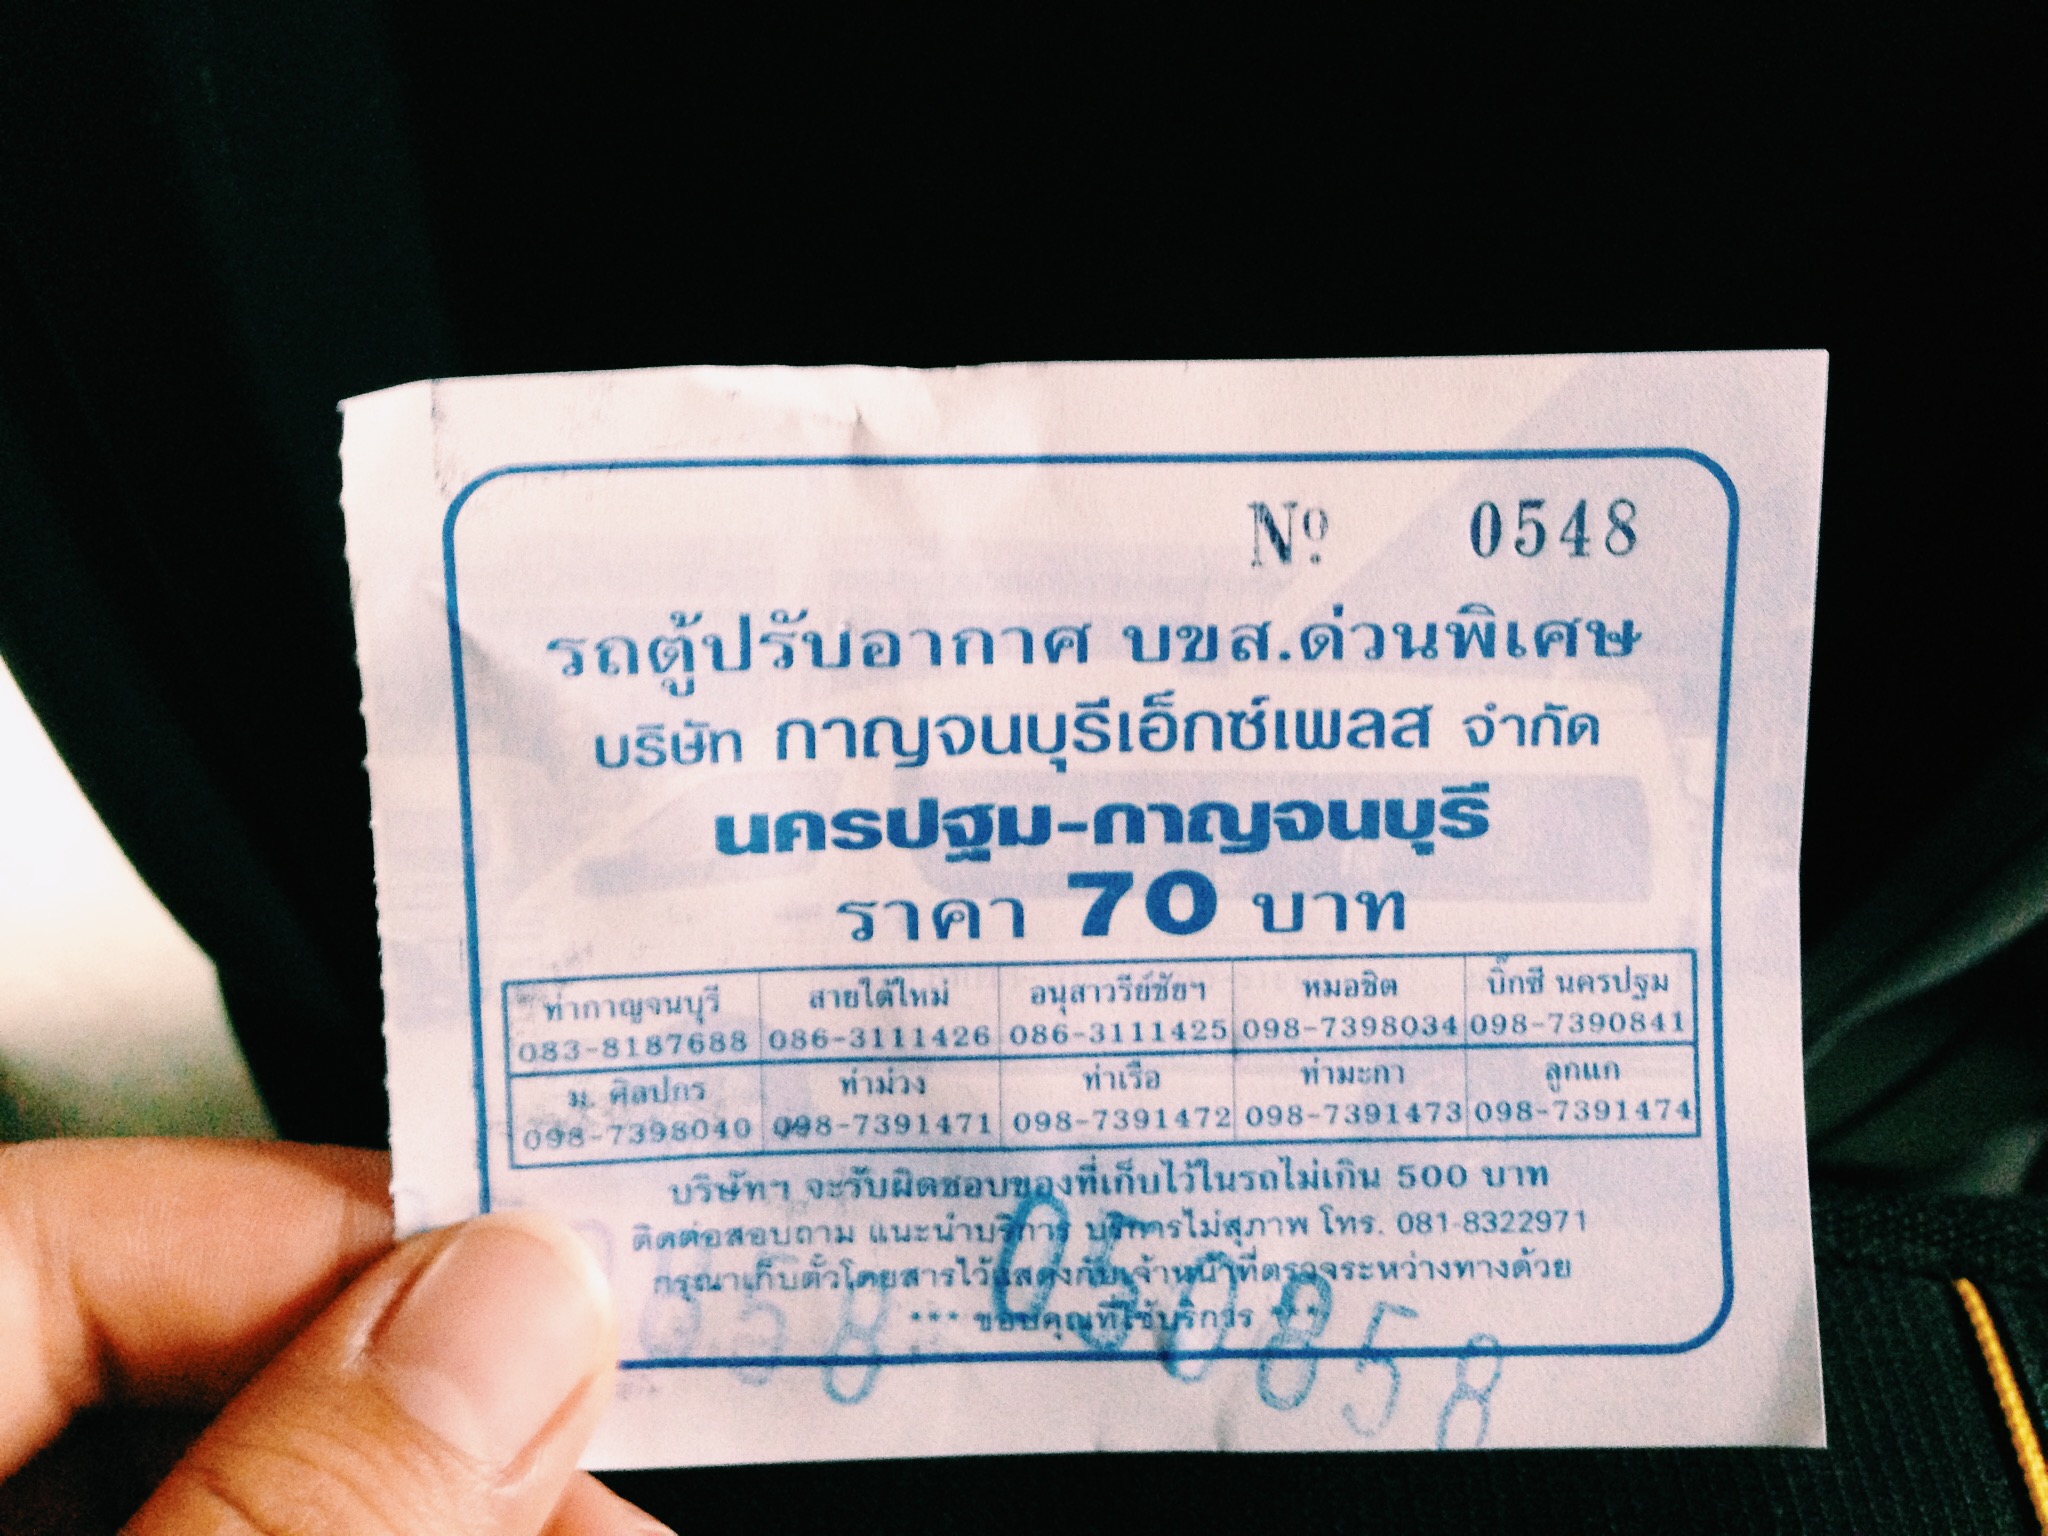 Nº 0548
รถตู้ปรับอากาศ บขส.ด่วนพิเศษ
บริษัท กาญจนบุรีเอ็กซ์เพลส จำกัด
นครปฐม-กาญจนบุรี
ราคา 70 บาท
ท่ากาญจนบุรี สายใต้ใหม่ อนุสาวรีย์ชัยฯ หมอชิต บิ๊กซี นครปฐม
083-8187688 086-3111426 086-3111425 098-7398034 098-7390841
ม. ศิลปกร ท่าม่วง ท่าเรือ ท่ามะกา ลูกแก
098-7398040 098-7391471 098-7391472 098-7391473 098-7391474
บริษัทฯ จะรับผิดชอบของที่เก็บไว้ในรถไม่เกิน 500 บาท
ติดต่อสอบถาม แนะนำบริการ บริการไม่สุภาพ โทร. 081-8322971
กรุณาเก็บตั๋วโดยสารไว้แสดงกับเจ้าหน้าที่ตรวจระหว่างทางด้วย
*** ขอบคุณที่ใช้บริการ ***